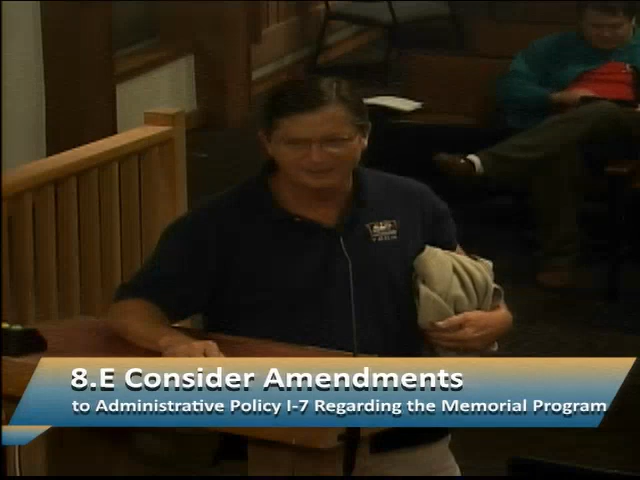 8.E Consider Amendments
to Administrative Policy I-7 Regarding the Memorial Program